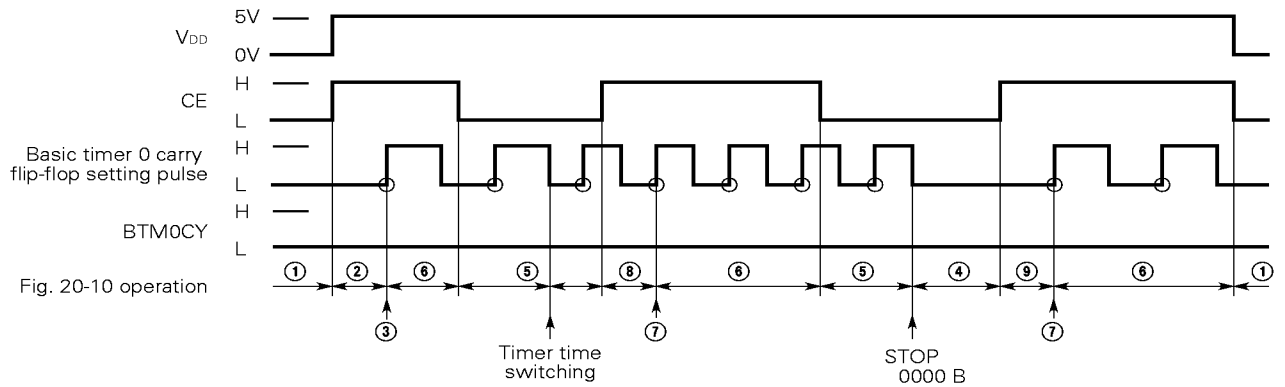 5V
VDD
0V
H
CE
L
Basic timer 0 carry
flip-flop setting pulse
H
L
H
BTM0CY
L
Fig. 20-10 operation
① ② ⑥ ⑤ ⑧ ⑥ ⑤ ④ ⑨ ⑥ ①
③ ⑦ ⑦
Timer time
switching
STOP
0000 B